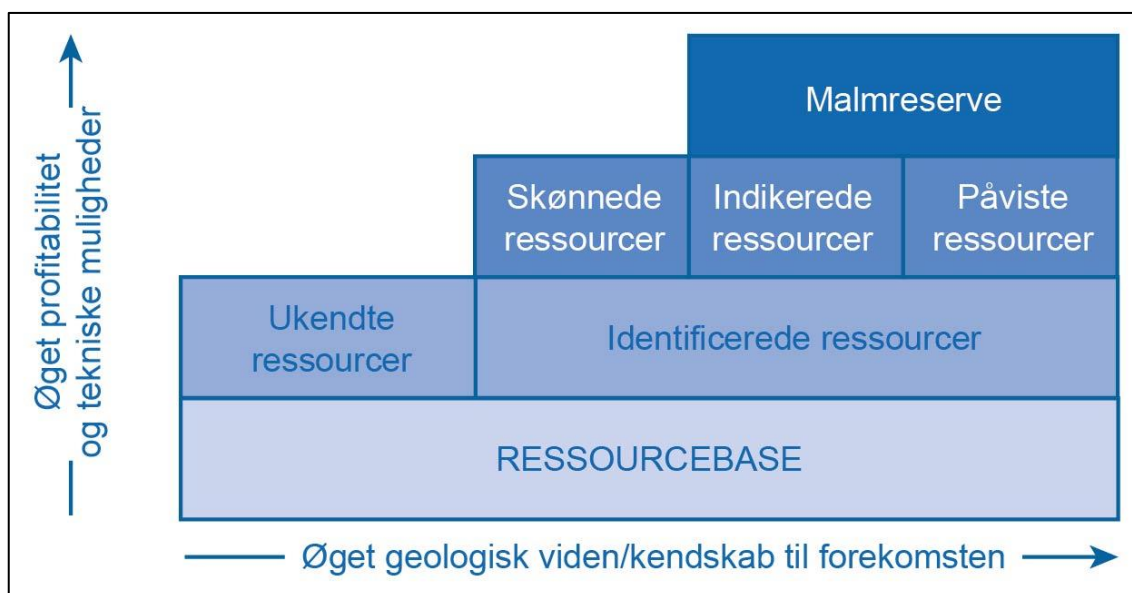 Øget profitabilitet
og tekniske muligheder
Malmreserve
Skønnede
ressourcer
Indikerede
ressourcer
Påviste
ressourcer
Ukendte
ressourcer
Identificerede ressourcer
RESSOURCEBASE
Øget geologisk viden/kendskab til forekomsten